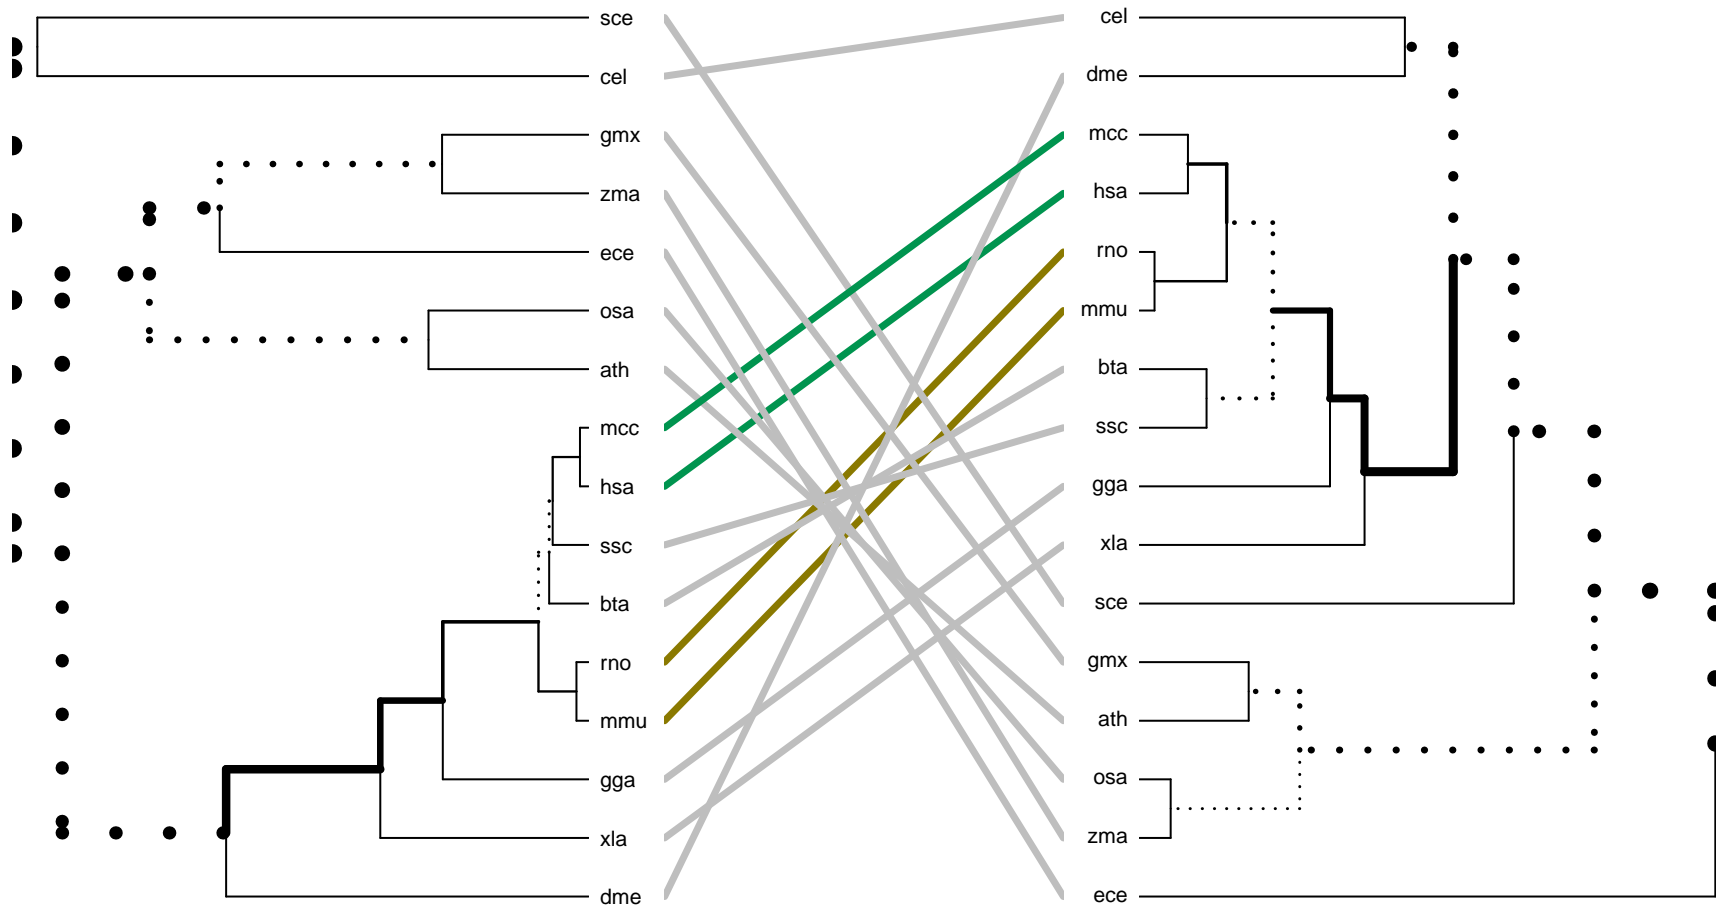 sce
cel
gmx
zma
ece
osa
ath
mcc
hsa
ssc
bta
rno
mmu
gga
xla
dme
cel
dme
mcc
hsa
rno
mmu
bta
ssc
gga
xla
sce
gmx
ath
osa
zma
ece